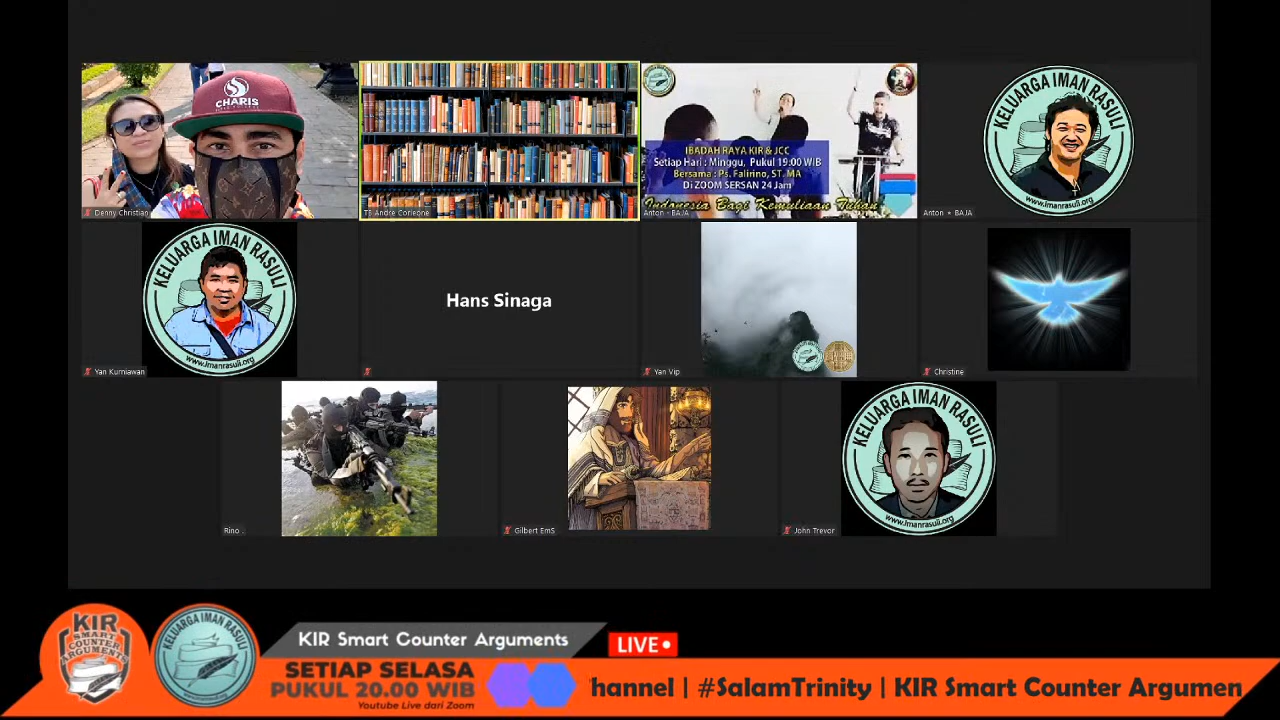 CHARIS
Denny Christian
TB Andre Corleone
IBADAH RAYA KIR & JCC
Setiap Hari : Minggu, Pukul 19:00 WIB
Bersama : Ps. Falirino, ST. MA
Di ZOOM SERSAN 24 Jam
Indonesia Bagi Kemuliaan Tuhan
Anton - BAJA
KELUARGA IMAN RASULI
www.imanrasuli.org
Anton + BAJA
KELUARGA IMAN RASULI
www.imanrasuli.org
Yan Kurniawan
Hans Sinaga
Yan Vip
Christine
Rino .
Gilbert EmS
KELUARGA IMAN RASULI
www.imanrasuli.org
John Trevor
KIR
SMART
COUNTER
ARGUMENTS
KELUARGA IMAN RASULI
www.imanrasuli.org
KIR Smart Counter Arguments
LIVE
SETIAP SELASA
PUKUL 20.00 WIB
Youtube Live dari Zoom
hannel | #SalamTrinity | KIR Smart Counter Argumen